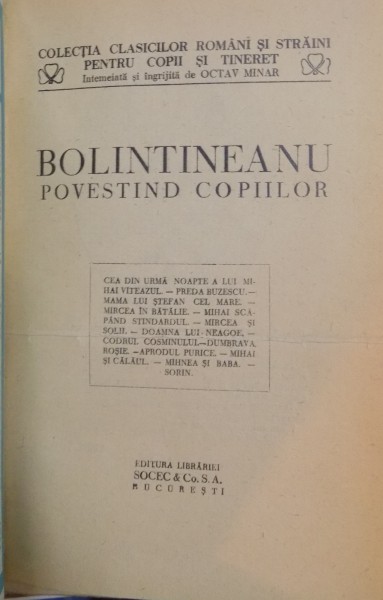 COLECȚIA CLASICILOR ROMÂNI ȘI STRĂINI
PENTRU COPII ȘI TINERET
Intemeiată și îngrijită de OCTAV MINAR
BOLINTINEANU
POVESTIND COPIILOR
CEA DIN URMĂ NOAPTE A LUI MI-
HAI VITEAZUL. — PREDA BUZESCU. —
MAMA LUI ȘTEFAN CEL MARE. —
MIRCEA ÎN BĂTĂLIE. — MIHAI SCĂ-
PÂND STINDARDUL. — MIRCEA ȘI
SOLII. — DOAMNA LUI NEAGOE. —
CODRUL COSMINULUI.—DUMBRAVA
ROȘIE. —APRODUL PURICE. — MIHAI
ȘI CĂLĂUL. — MIHNEA ȘI BABA. —
SORIN.
EDITURA LIBRĂRIEI
SOCEC & Co. S. A.
BUCUREȘTI